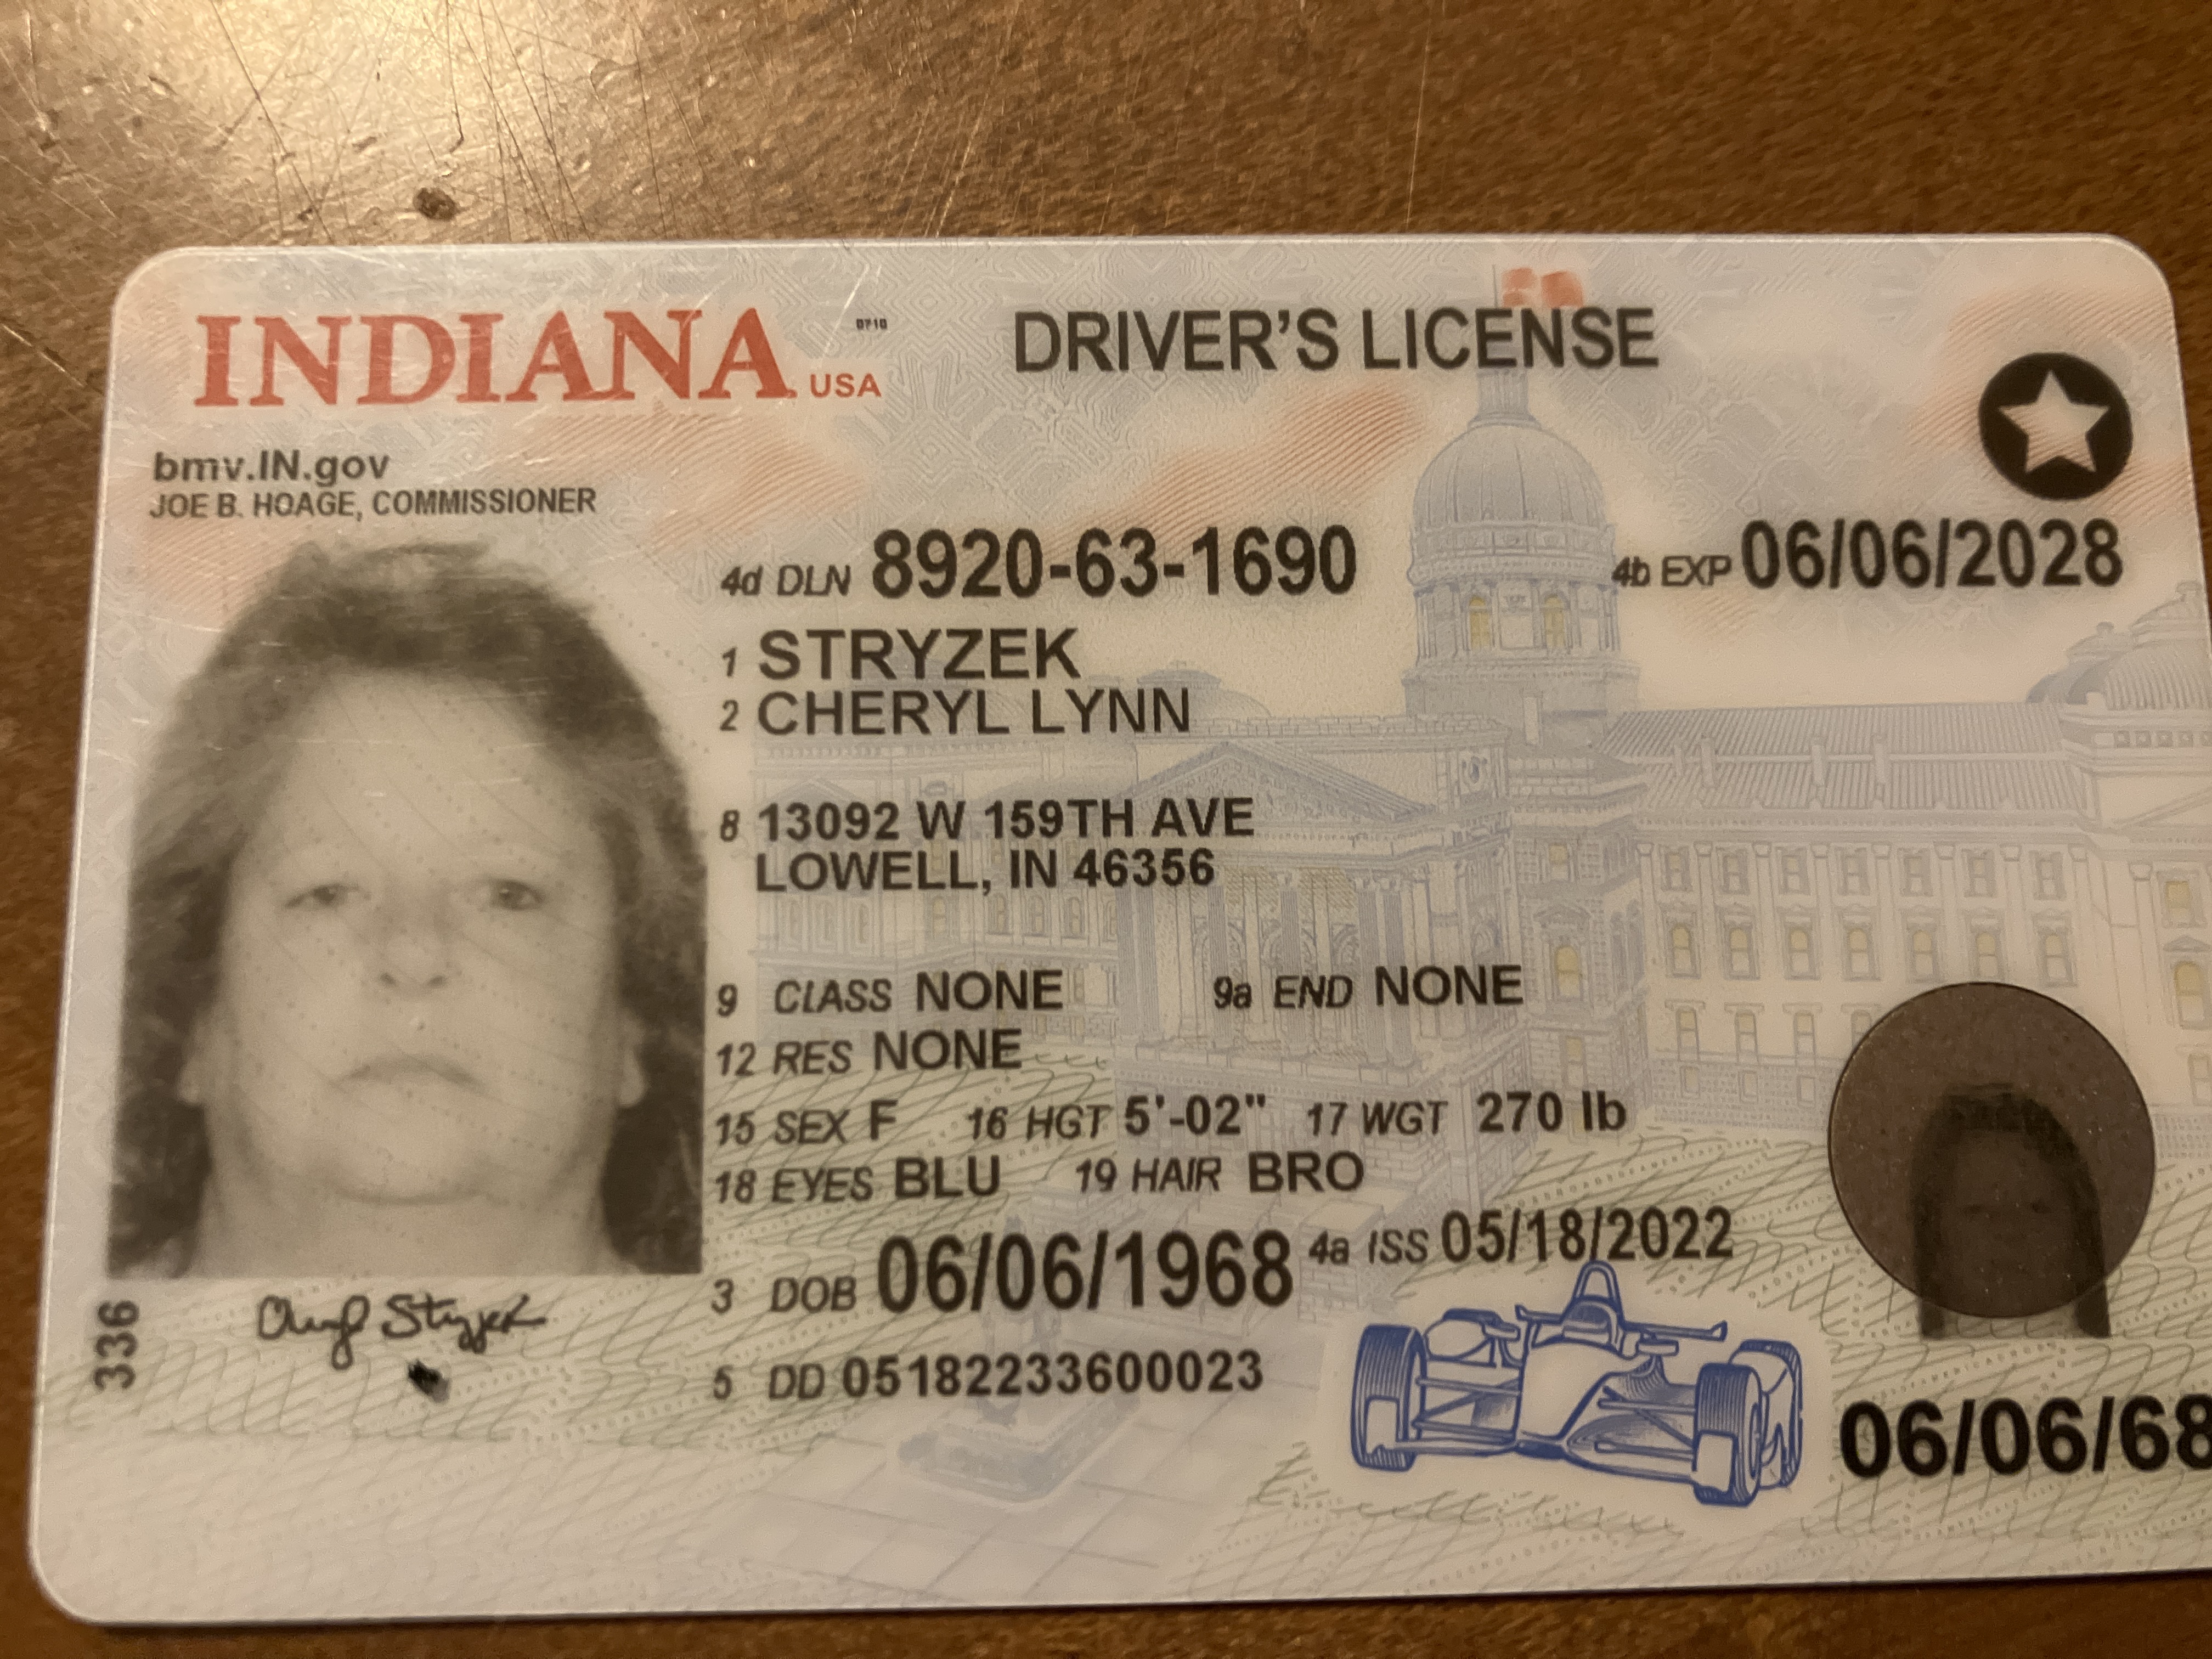 INDIANA USA
0710
DRIVER'S LICENSE
bmv.IN.gov
JOE B. HOAGE, COMMISSIONER
4d DLN 8920-63-1690
4b EXP 06/06/2028
1 STRYZEK
2 CHERYL LYNN
8 13092 W 159TH AVE
LOWELL, IN 46356
9 CLASS NONE 9a END NONE
12 RES NONE
15 SEX F 16 HGT 5'-02" 17 WGT 270 lb
18 EYES BLU 19 HAIR BRO
3 DOB 06/06/1968 4a ISS 05/18/2022
5 DD 05182233600023
336
Cheryl Stryzek
06/06/68